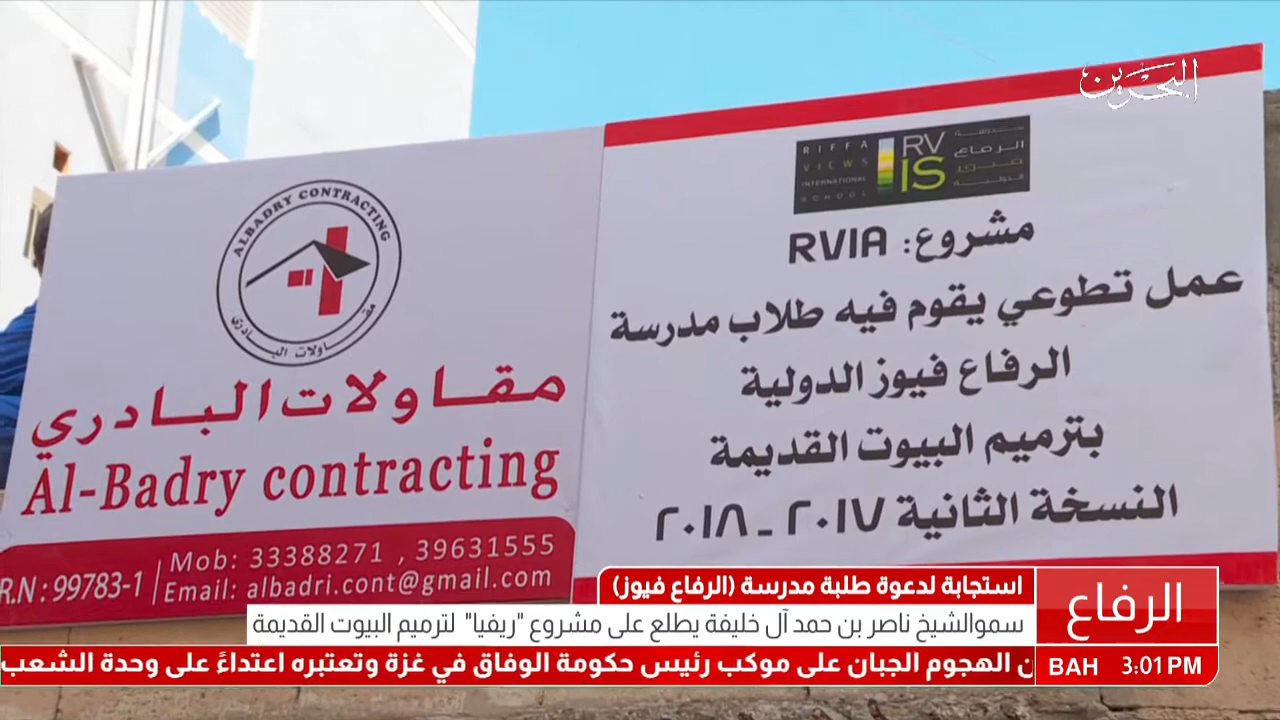 البحرين
RIFFA
VIEWS
INTERNATIONAL
SCHOOL
RV
IS
مدرسة
الرفاع
فيوز
الدولية
مشروع: RVIA
عمل تطوعي يقوم فيه طلاب مدرسة
الرفاع فيوز الدولية
بترميم البيوت القديمة
النسخة الثانية ٢٠١٧ - ٢٠١٨
ALBADRY CONTRACTING
مقاولات البادري
مقاولات البادري
Al-Badry contracting
R.N : 99783-1
Mob: 33388271 , 39631555
Email: albadri.cont@gmail.com
الرفاع
استجابة لدعوة طلبة مدرسة (الرفاع فيوز)
سمو الشيخ ناصر بن حمد آل خليفة يطلع على مشروع "ريفيا" لترميم البيوت القديمة
ن الهجوم الجبان على موكب رئيس حكومة الوفاق في غزة وتعتبره اعتداءً على وحدة الشعب
BAH 3:01 PM